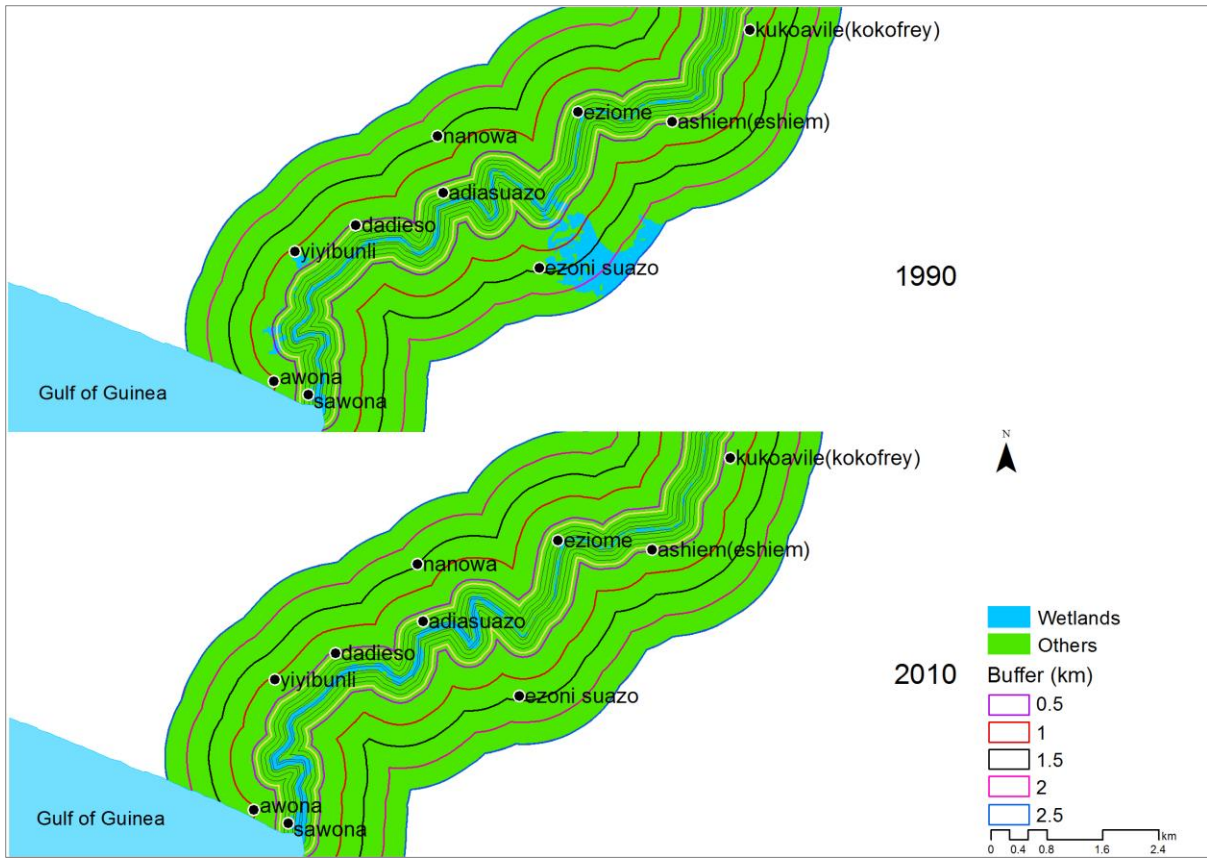 kukoavile(kokofrey)
eziome
ashiem(eshiem)
nanowa
adiasuazo
dadieso
yiyibunli
ezoni suazo
1990
awona
Gulf of Guinea
sawona
N
kukoavile(kokofrey)
eziome
ashiem(eshiem)
nanowa
adiasuazo
dadieso
yiyibunli
2010
ezoni suazo
awona
Gulf of Guinea
sawona
Wetlands
Others
Buffer (km)
0.5
1
1.5
2
2.5
km
0 0.4 0.8 1.6 2.4